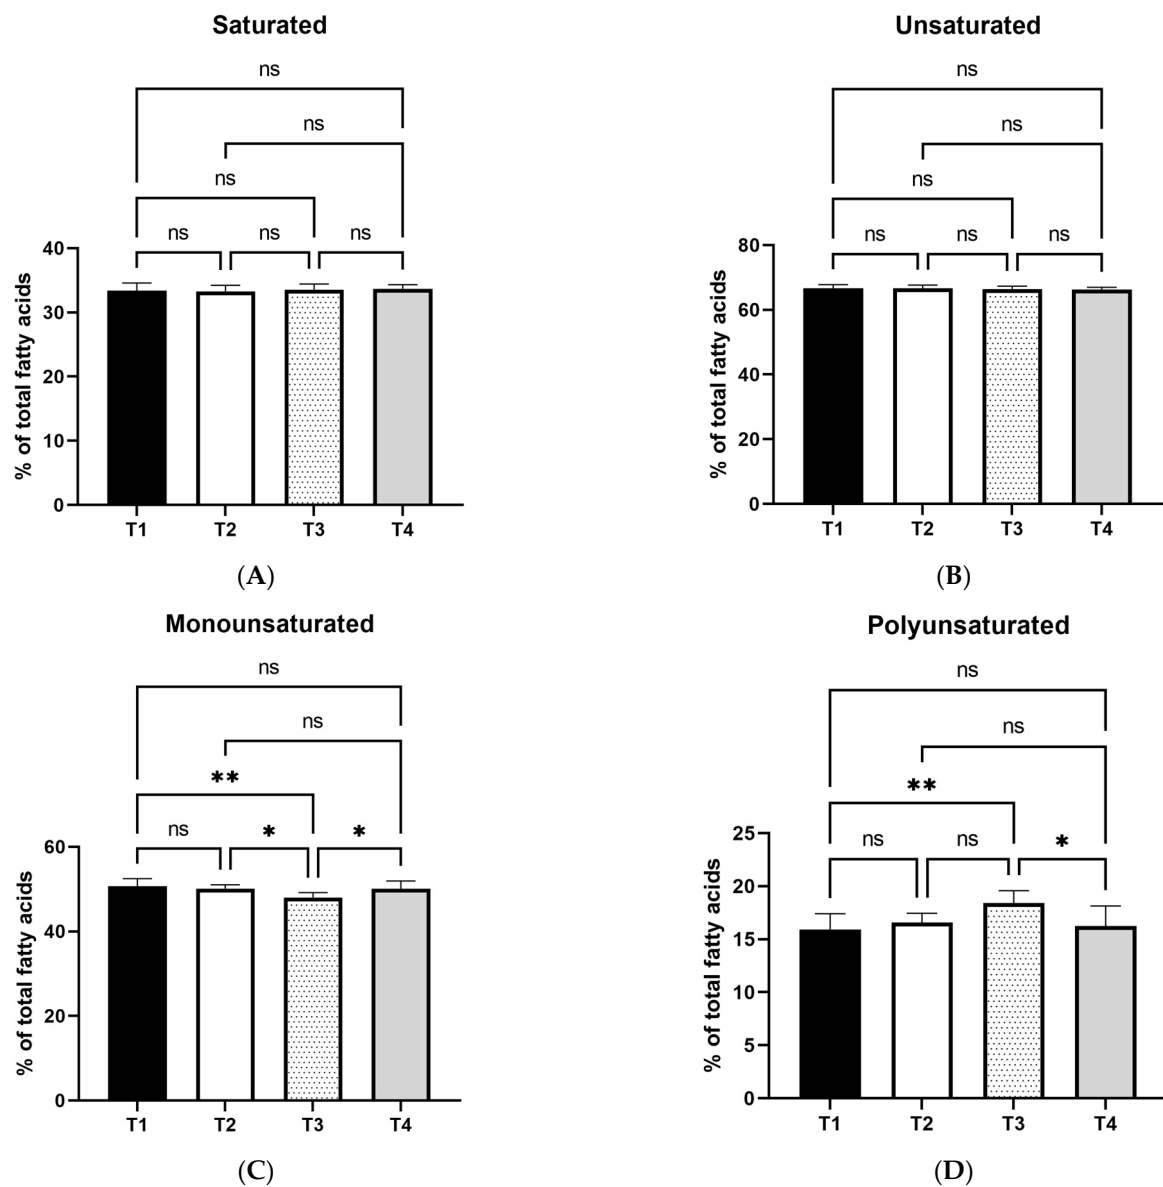 Saturated
ns
ns
ns
ns ns ns
% of total fatty acids
40
30
20
10
0
T1 T2 T3 T4
(A)
Unsaturated
ns
ns
ns
ns ns ns
% of total fatty acids
80
60
40
20
0
T1 T2 T3 T4
(B)
Monounsaturated
ns
ns
**
ns * *
% of total fatty acids
60
40
20
0
T1 T2 T3 T4
(C)
Polyunsaturated
ns
ns
**
ns ns *
% of total fatty acids
25
20
15
10
5
0
T1 T2 T3 T4
(D)